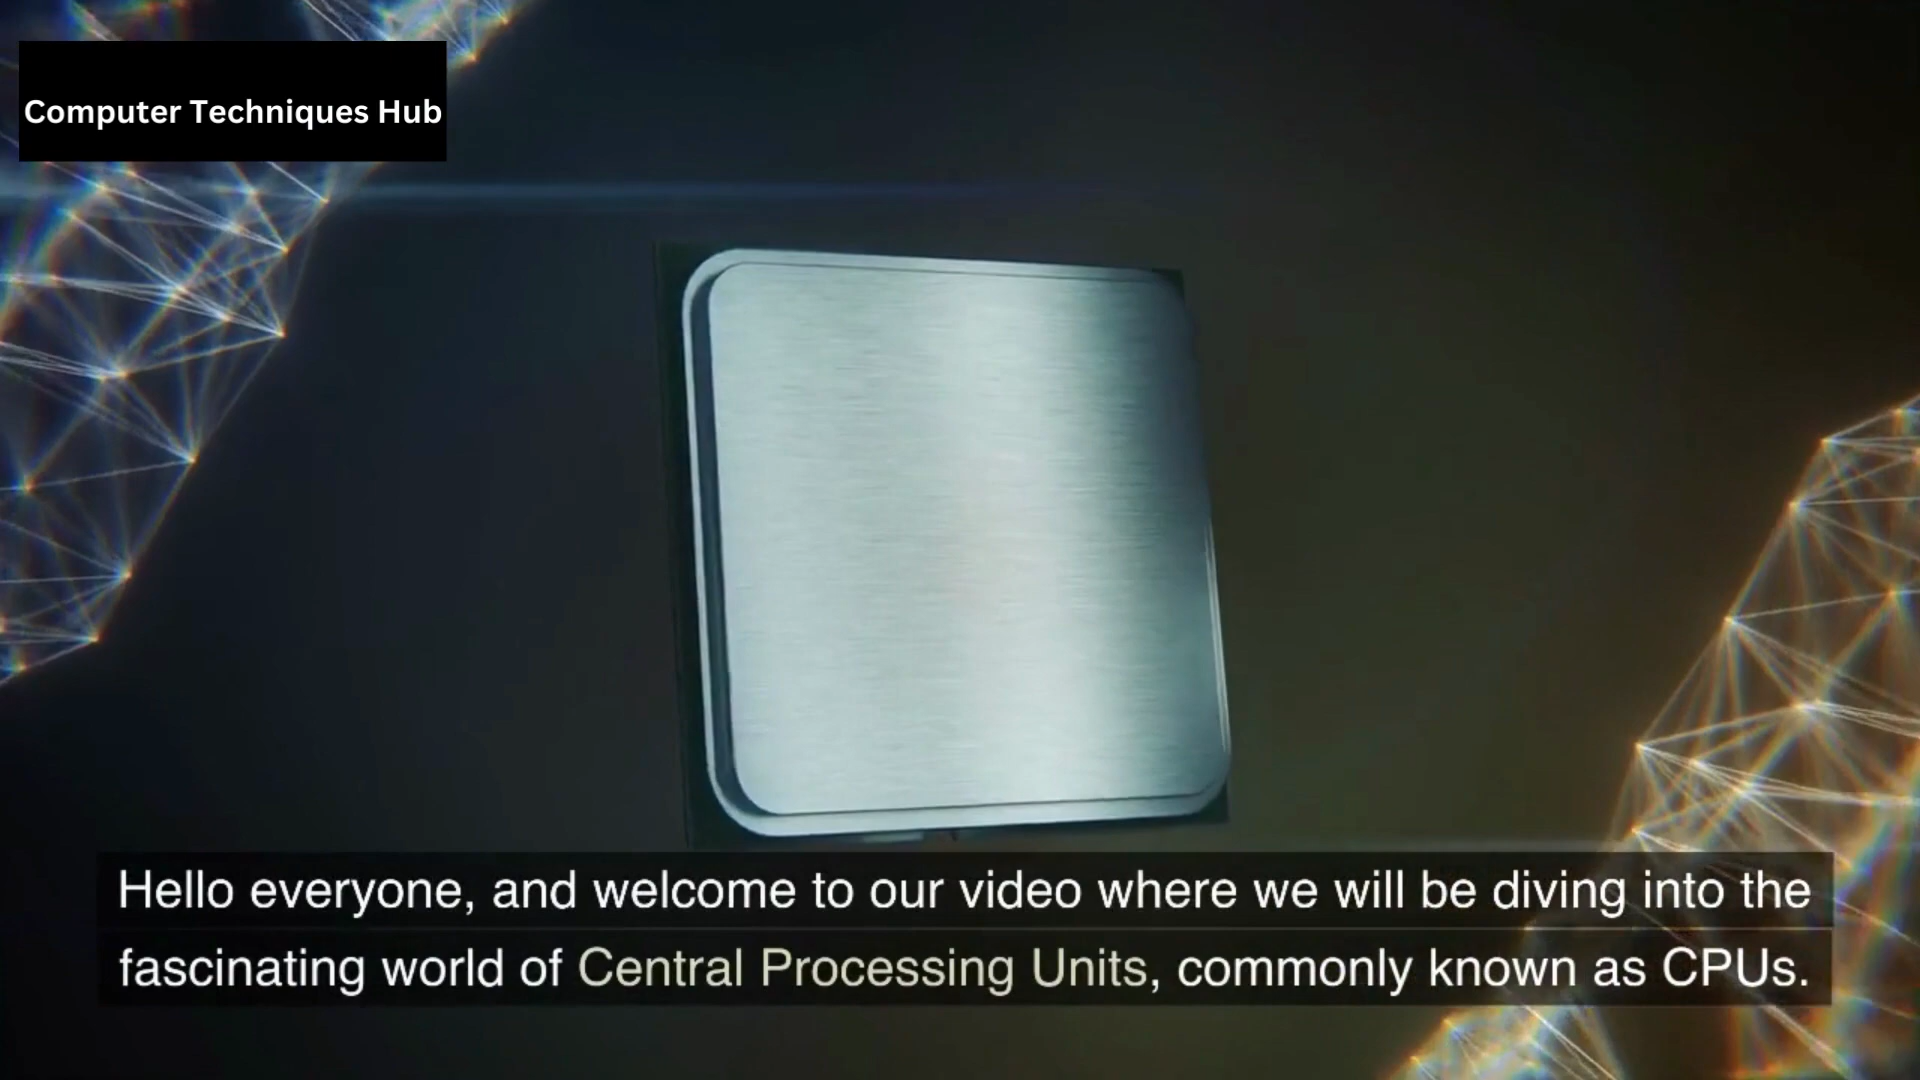 Computer Techniques Hub
Hello everyone, and welcome to our video where we will be diving into the
fascinating world of Central Processing Units, commonly known as CPUs.